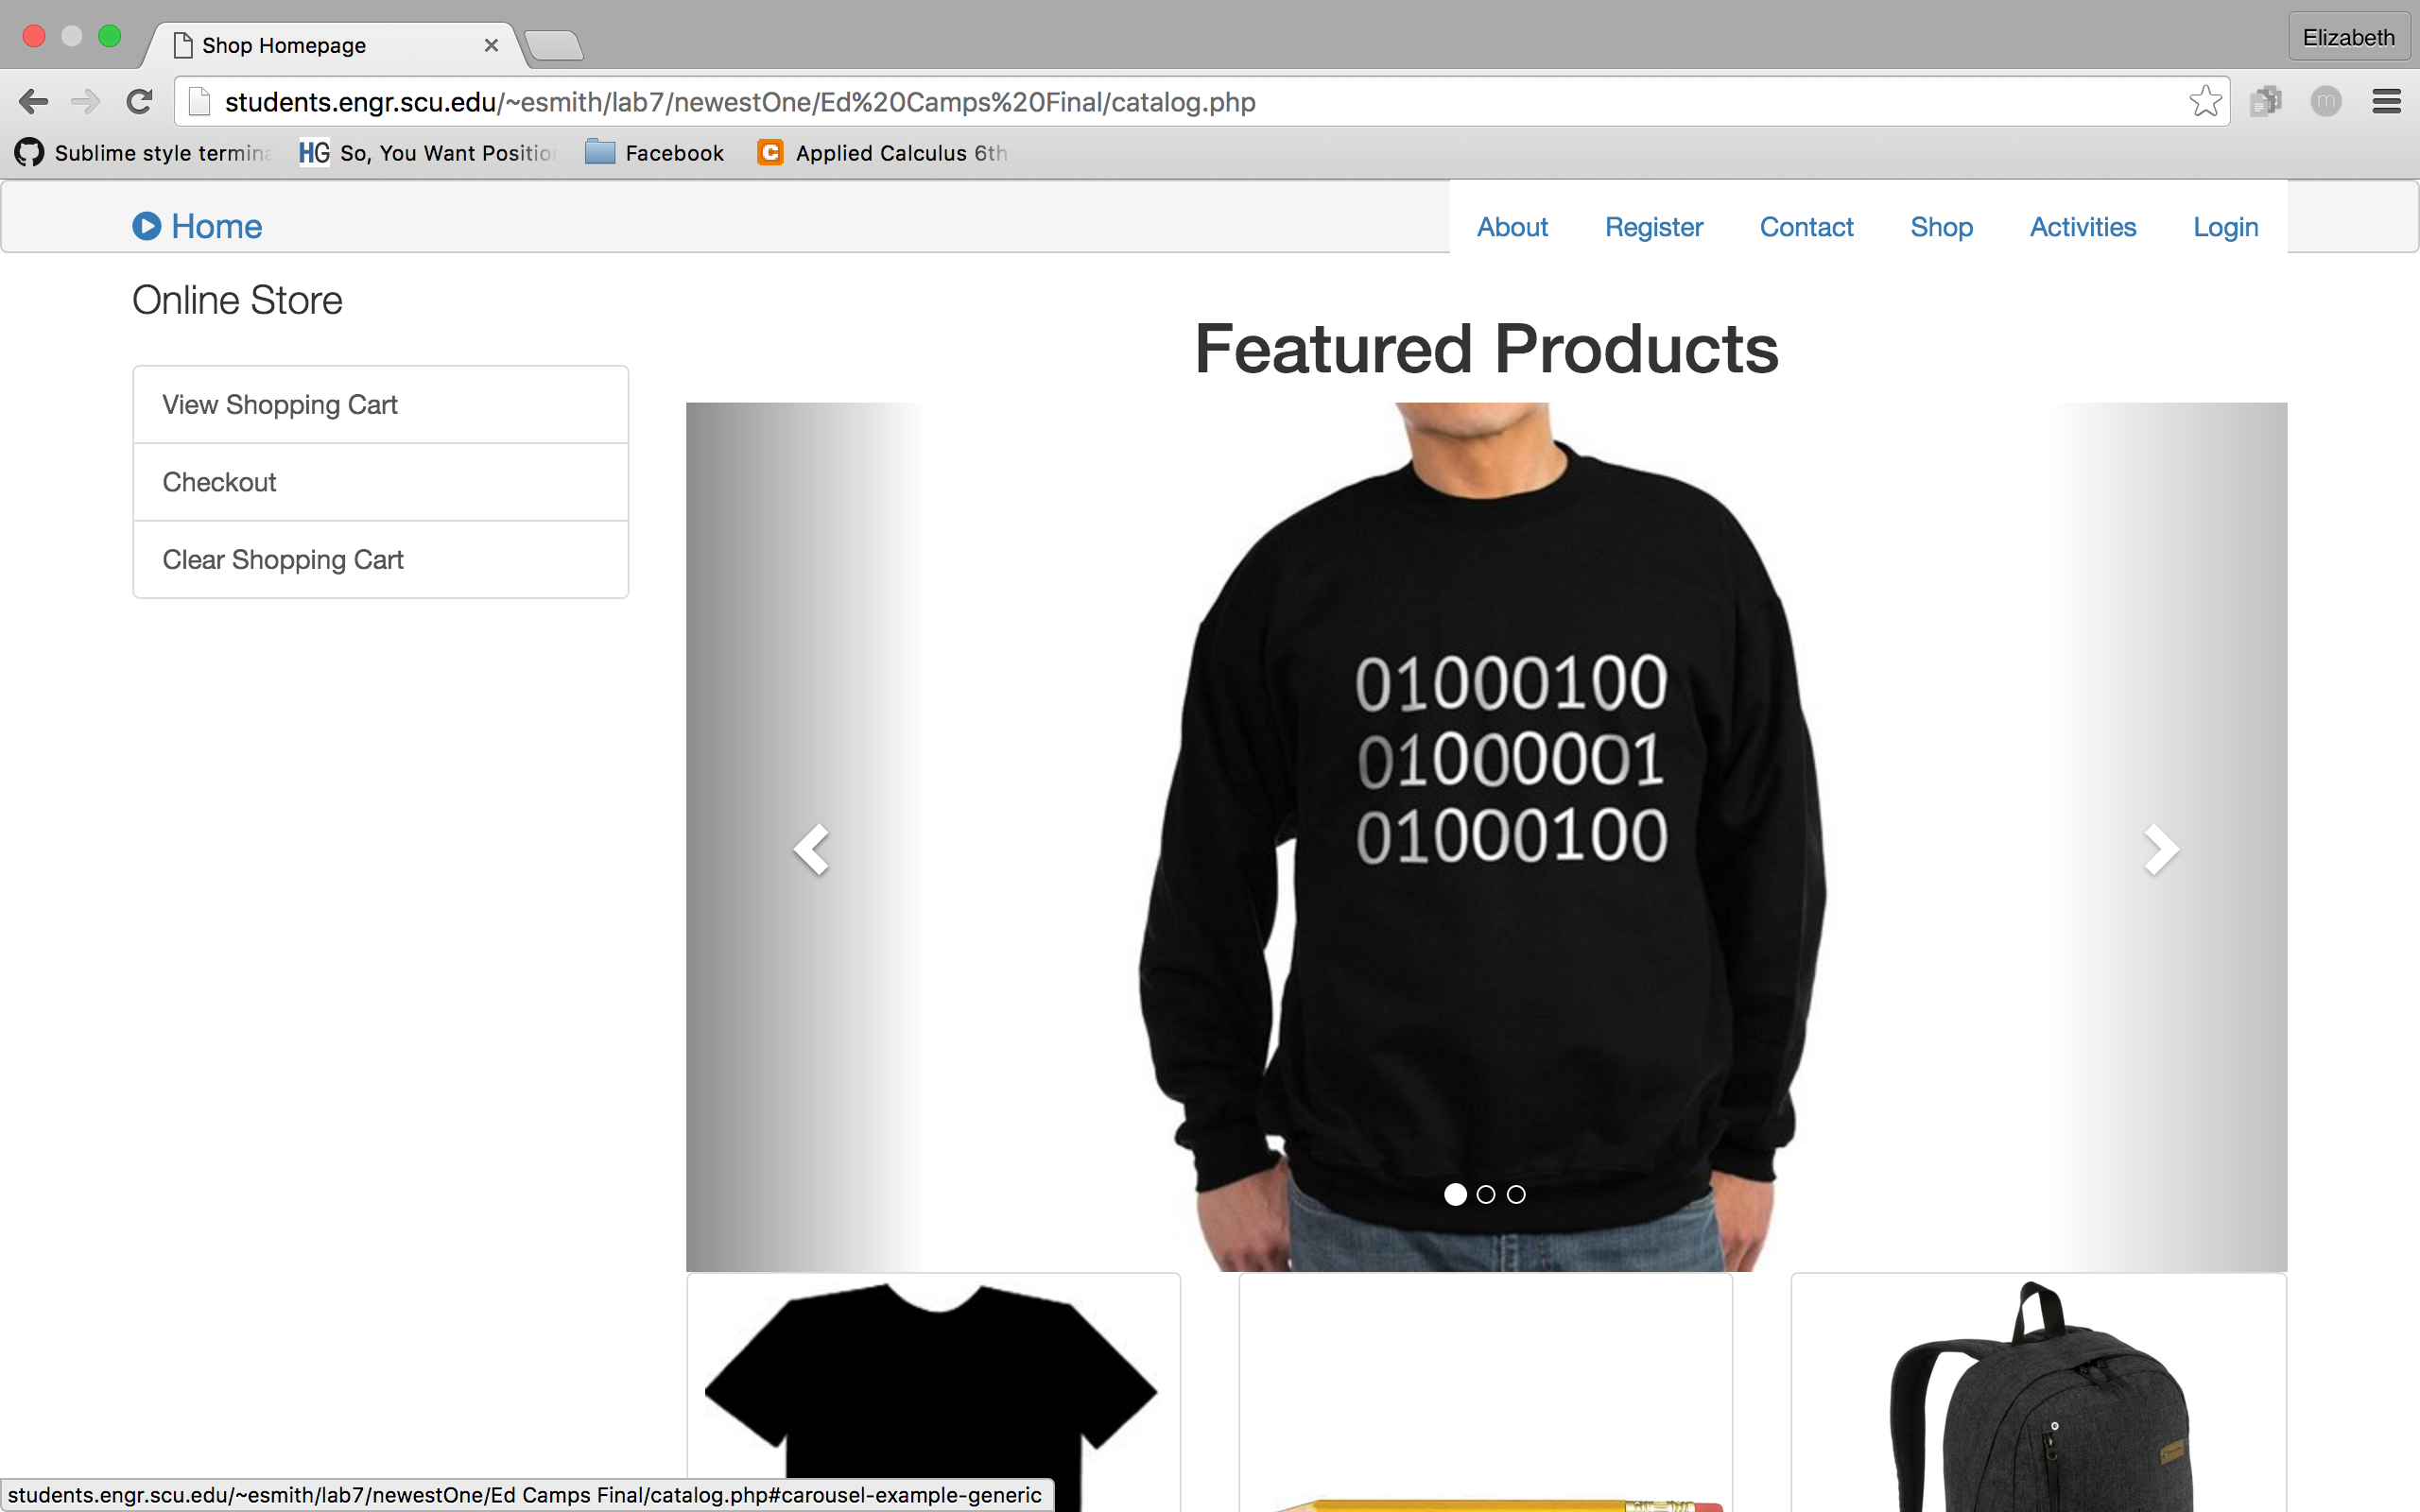 Shop Homepage
Elizabeth
students.engr.scu.edu/~esmith/lab7/newestOne/Ed%20Camps%20Final/catalog.php
m
Sublime style termina
HG So, You Want Positio
Facebook
C Applied Calculus 6th
Home
About Register Contact Shop Activities Login
Online Store
Featured Products
View Shopping Cart
Checkout
Clear Shopping Cart
01000100
01000001
01000100
students.engr.scu.edu/~esmith/lab7/newestOne/Ed Camps Final/catalog.php#carousel-example-generic